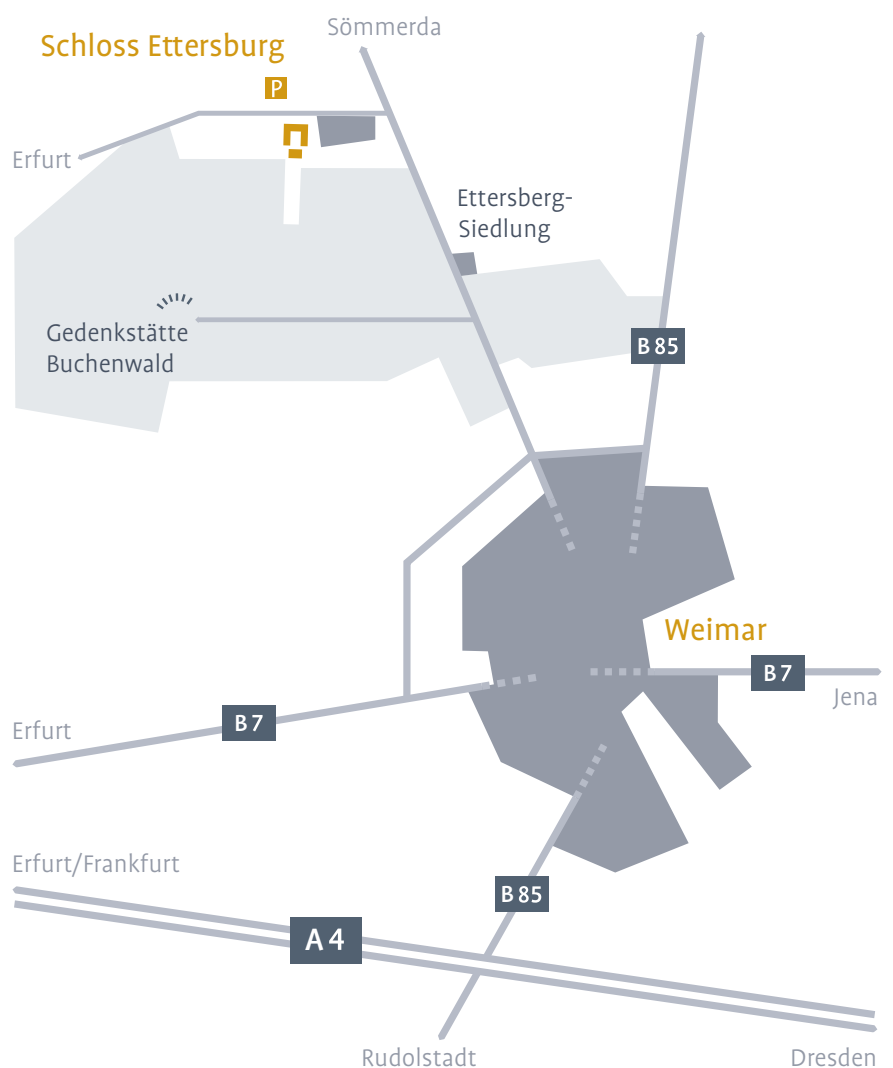 Sömmerda
Schloss Ettersburg
P
Erfurt
Ettersberg-
Siedlung
Gedenkstätte
Buchenwald
B 85
Weimar
B 7
Jena
Erfurt
B 7
Erfurt/Frankfurt
B 85
A 4
Rudolstadt
Dresden